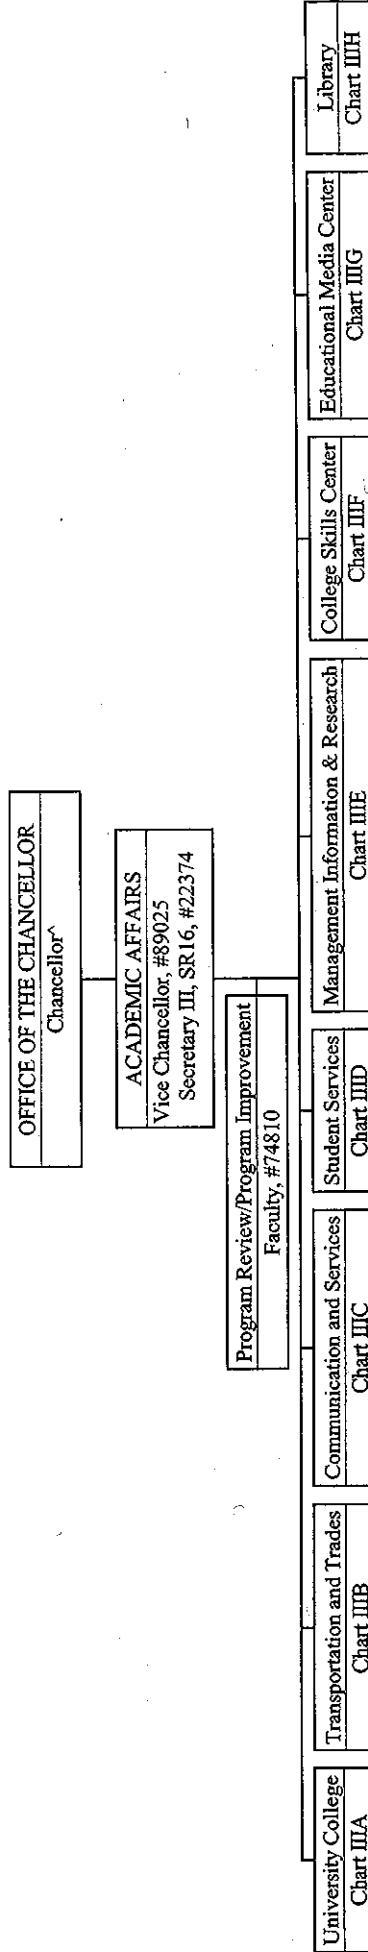 OFFICE OF THE CHANCELLOR
Chancellor^
ACADEMIC AFFAIRS
Vice Chancellor, #89025
Secretary III, SR16, #22374
Program Review/Program Improvement
Faculty, #74810
University College
Chart IIIA
Transportation and Trades
Chart IIIB
Communication and Services
Chart IIIC
Student Services
Chart IIID
Management Information & Research
Chart IIIE
College Skills Center
Chart IIIF
Educational Media Center
Chart IIIG
Library
Chart IIIH